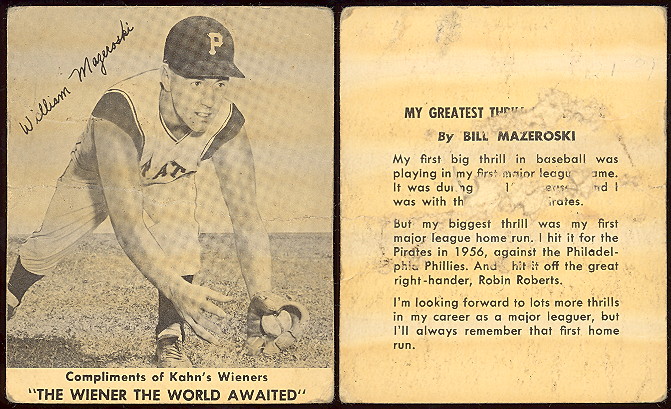 William Mazeroski
P
Compliments of Kahn's Wieners
"THE WIENER THE WORLD AWAITED"
MY GREATEST
By BILL MAZEROSKI
My first big thrill in baseball was
playing in my first major
It was and I
was with
But my biggest thrill was my first
major league home run. I hit it for the
Pirates in 1956, against the Philadel-
phia Phillies. And hit it off the great
right-hander, Robin Roberts.
I'm looking forward to lots more thrills
in my career as a major leaguer, but
I'll always remember that first home
run.